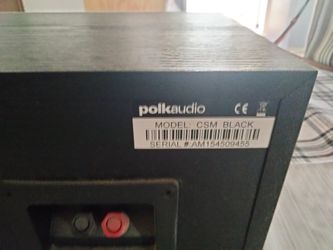 polkaudio CE
MODEL: CSM BLACK
SERIAL #:AM154509455